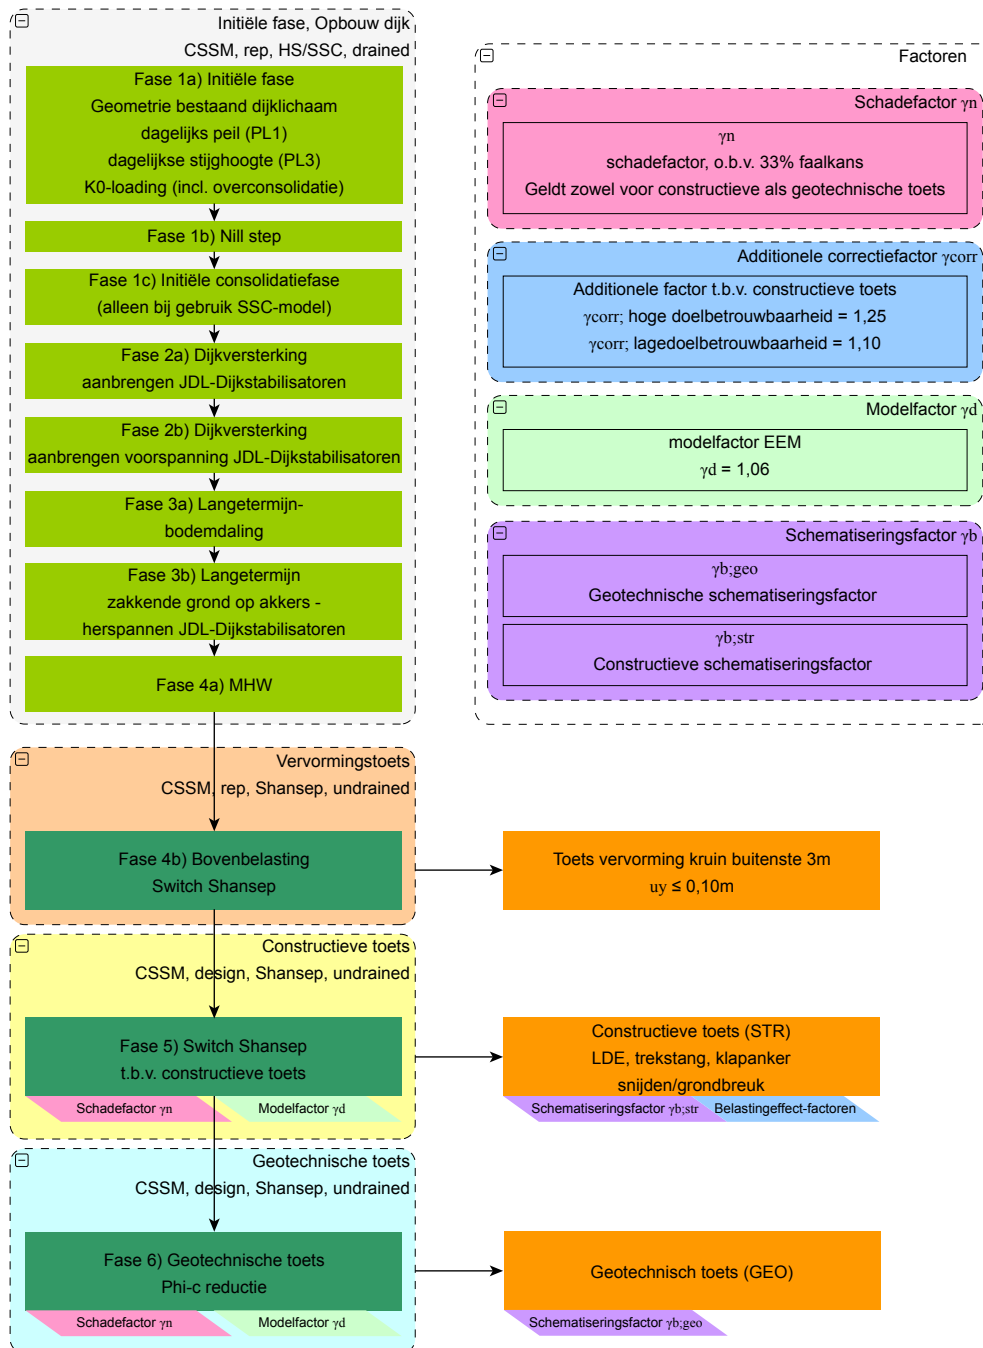 Initiële fase, Opbouw dijk
CSSM, rep, HS/SSC, drained
Fase 1a) Initiële fase
Geometrie bestaand dijklichaam
dagelijks peil (PL1)
dagelijkse stijghoogte (PL3)
K0-loading (incl. overconsolidatie)
Fase 1b) Nill step
Fase 1c) Initiële consolidatiefase
(alleen bij gebruik SSC-model)
Fase 2a) Dijkversterking
aanbrengen JDL-Dijkstabilisatoren
Fase 2b) Dijkversterking
aanbrengen voorspanning JDL-Dijkstabilisatoren
Fase 3a) Langetermijn-
bodemdaling
Fase 3b) Langetermijn
zakkende grond op akkers -
herspannen JDL-Dijkstabilisatoren
Fase 4a) MHW
Factoren
Schadefactor γn
γn
schadefactor, o.b.v. 33% faalkans
Geldt zowel voor constructieve als geotechnische toets
Additionele correctiefactor γcorr
Additionele factor t.b.v. constructieve toets
γcorr; hoge doelbetrouwbaarheid = 1,25
γcorr; lagedoelbetrouwbaarheid = 1,10
Modelfactor γd
modelfactor EEM
γd = 1,06
Schematiseringsfactor γb
γb;geo
Geotechnische schematiseringsfactor
γb;str
Constructieve schematiseringsfactor
Vervormingstoets
CSSM, rep, Shansep, undrained
Fase 4b) Bovenbelasting
Switch Shansep
Toets vervorming kruin buitenste 3m
uy ≤ 0,10m
Constructieve toets
CSSM, design, Shansep, undrained
Fase 5) Switch Shansep
t.b.v. constructieve toets
Schadefactor γn
Modelfactor γd
Constructieve toets (STR)
LDE, trekstang, klapanker
snijden/grondbreuk
Schematiseringsfactor γb;str
Belastingeffect-factoren
Geotechnische toets
CSSM, design, Shansep, undrained
Fase 6) Geotechnische toets
Phi-c reductie
Schadefactor γn
Modelfactor γd
Geotechnisch toets (GEO)
Schematiseringsfactor γb;geo